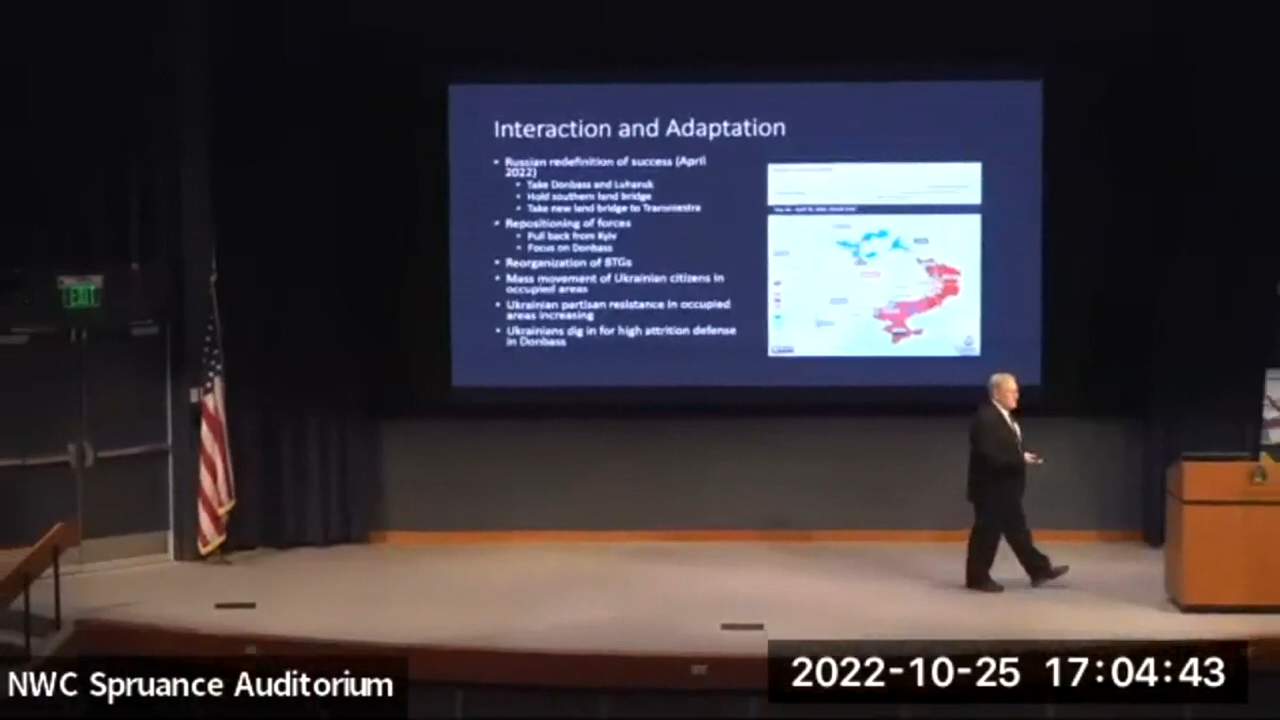 Interaction and Adaptation
• Russian redefinition of success (April
2022)
• Take Donbass and Luhansk
• Hold southern land bridge
• Take new land bridge to Transniestra
• Repositioning of forces
• Pull back from Kyiv
• Focus on Donbass
• Reorganization of BTGs
• Mass movement of Ukrainian citizens in
occupied areas
• Ukrainian partisan resistance in occupied
areas increasing
• Ukrainians dig in for high attrition defense
in Donbass
EXIT
NWC Spruance Auditorium
2022-10-25 17:04:43